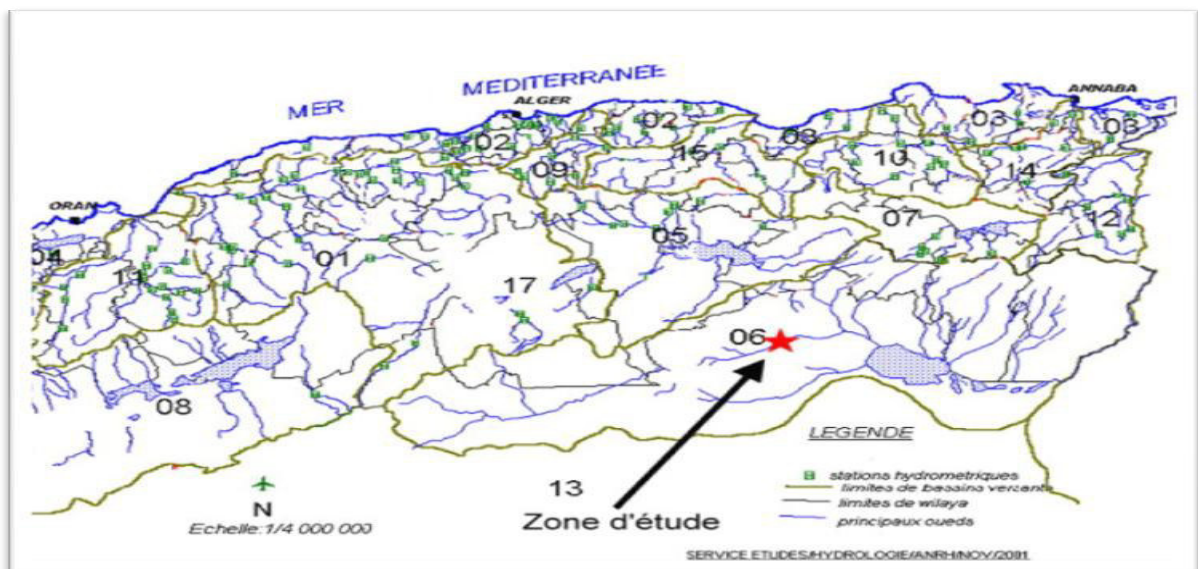 MER MEDITERRANEE
ALGER
ANNABA
ORAN
02
02
03
03
03
09
15
10
14
12
04
11
01
05
07
17
06
08
13
LEGENDE
stations hydrometriques
limites de bassins versants
limites de wilaya
principaux oueds
N
Echelle:1/4 000 000
Zone d'étude
SERVICE ETUDES/HYDROLOGIE/ANRH/NOV/2001